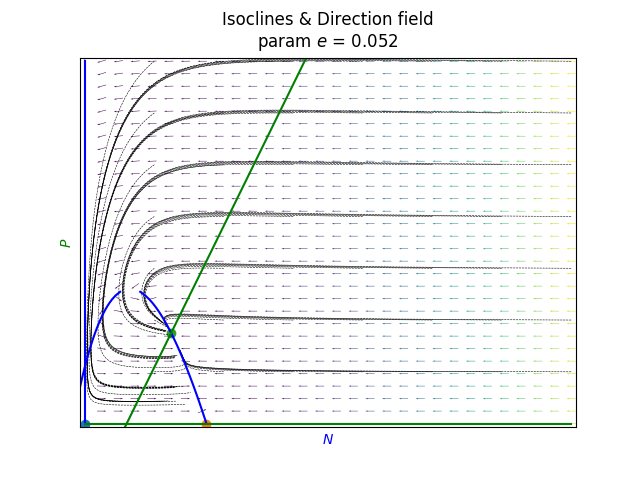 Isoclines & Direction field
param e = 0.052
P
N